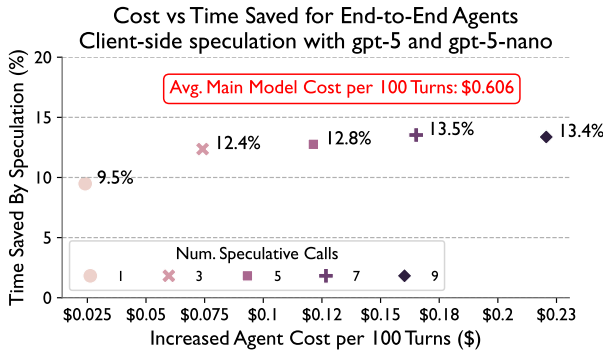 Cost vs Time Saved for End-to-End Agents
Client-side speculation with gpt-5 and gpt-5-nano
Time Saved By Speculation (%)
20
15
10
5
0
Avg. Main Model Cost per 100 Turns: $0.606
9.5%
12.4%
12.8%
13.5%
13.4%
Num. Speculative Calls
1 3 5 7 9
$0.025 $0.05 $0.075 $0.1 $0.12 $0.15 $0.18 $0.2 $0.23
Increased Agent Cost per 100 Turns ($)